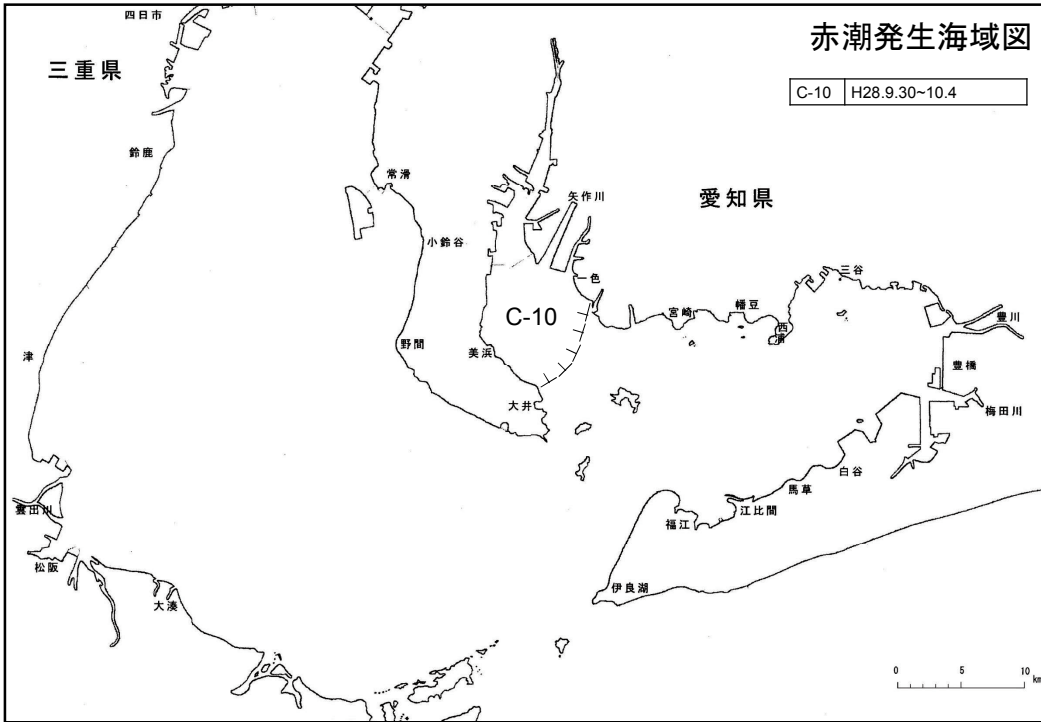 赤潮発生海域図
C-10 H28.9.30~10.4
四日市
三重県
鈴鹿
常滑
矢作川
愛知県
小鈴谷
一色
三谷
C-10
宮崎
幡豆
西浦
豊川
津
野間
美浜
豊橋
大井
梅田川
白谷
馬草
雲出川
江比間
福江
松阪
伊良湖
大湊
0 5 10
km